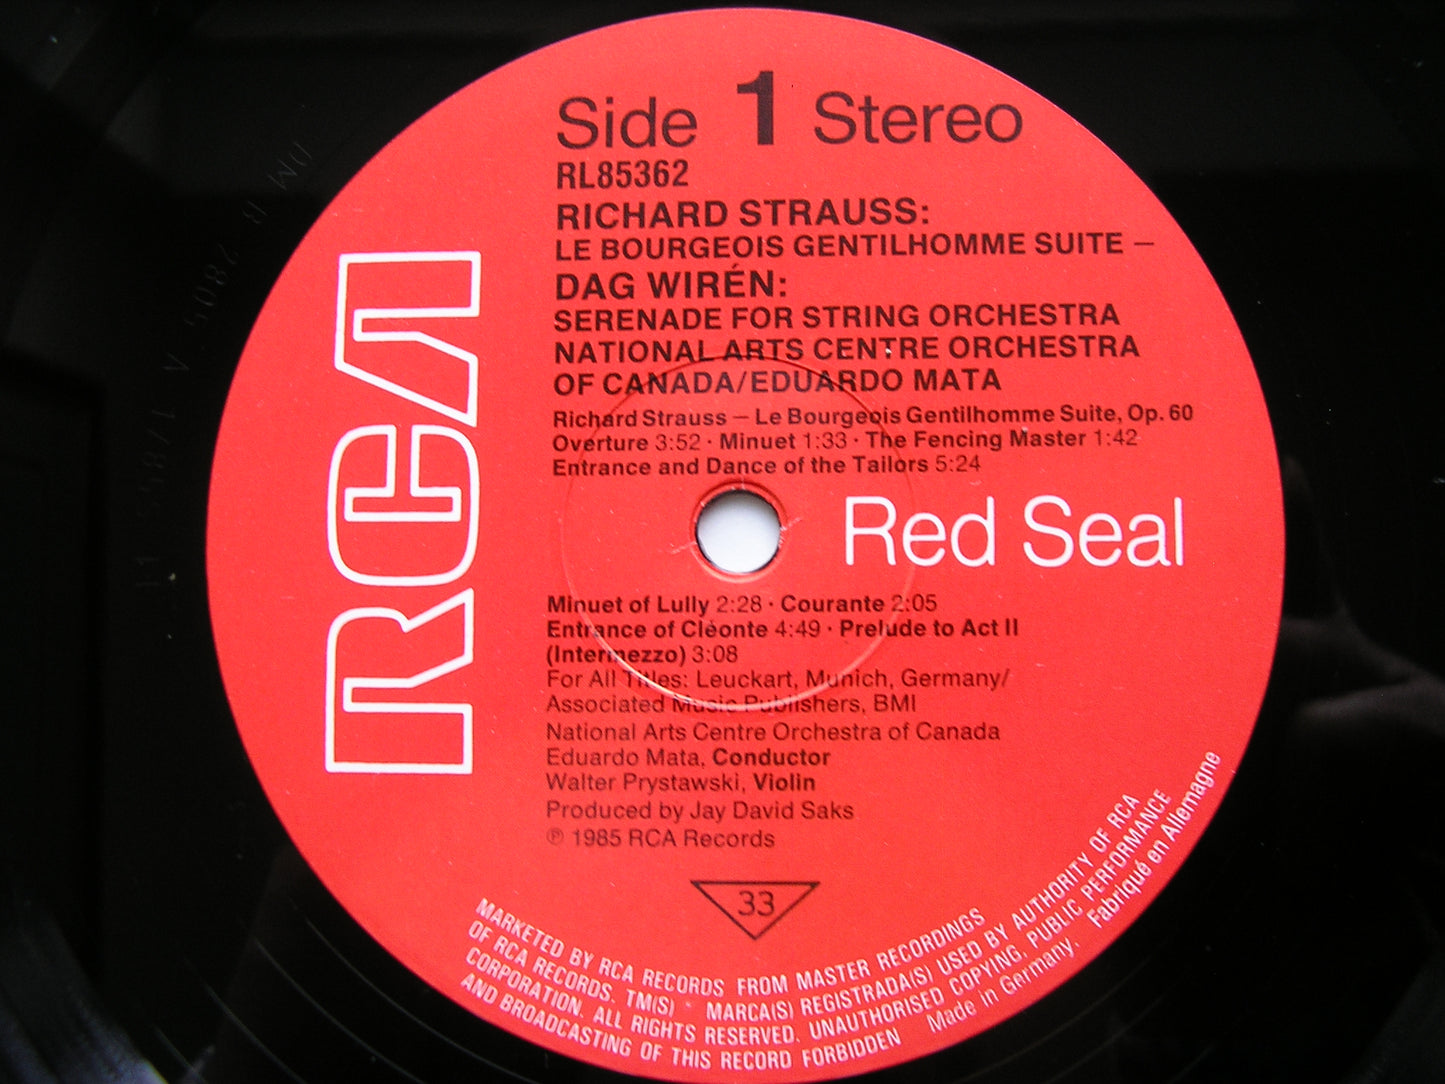 Side 1 Stereo
RL85362
RICHARD STRAUSS:
LE BOURGEOIS GENTILHOMME SUITE –
DAG WIRÉN:
SERENADE FOR STRING ORCHESTRA
NATIONAL ARTS CENTRE ORCHESTRA
OF CANADA/EDUARDO MATA
Richard Strauss – Le Bourgeois Gentilhomme Suite, Op. 60
Overture 3:52 · Minuet 1:33 · The Fencing Master 1:42
Entrance and Dance of the Tailors 5:24
RCA
Red Seal
Minuet of Lully 2:28 · Courante 2:05
Entrance of Cléonte 4:49 · Prelude to Act II
(Intermezzo) 3:08
For All Titles: Leuckart, Munich, Germany/
Associated Music Publishers, BMI
National Arts Centre Orchestra of Canada
Eduardo Mata, Conductor
Walter Prystawski, Violin
Produced by Jay David Saks
℗ 1985 RCA Records
33
MARKETED BY RCA RECORDS FROM MASTER RECORDINGS
OF RCA RECORDS. TM(S) · MARCA(S) REGISTRADA(S) USED BY AUTHORITY OF RCA
CORPORATION. ALL RIGHTS RESERVED. UNAUTHORISED COPYING, PUBLIC PERFORMANCE
AND BROADCASTING OF THIS RECORD FORBIDDEN
Made in Germany. Fabriqué en Allemagne